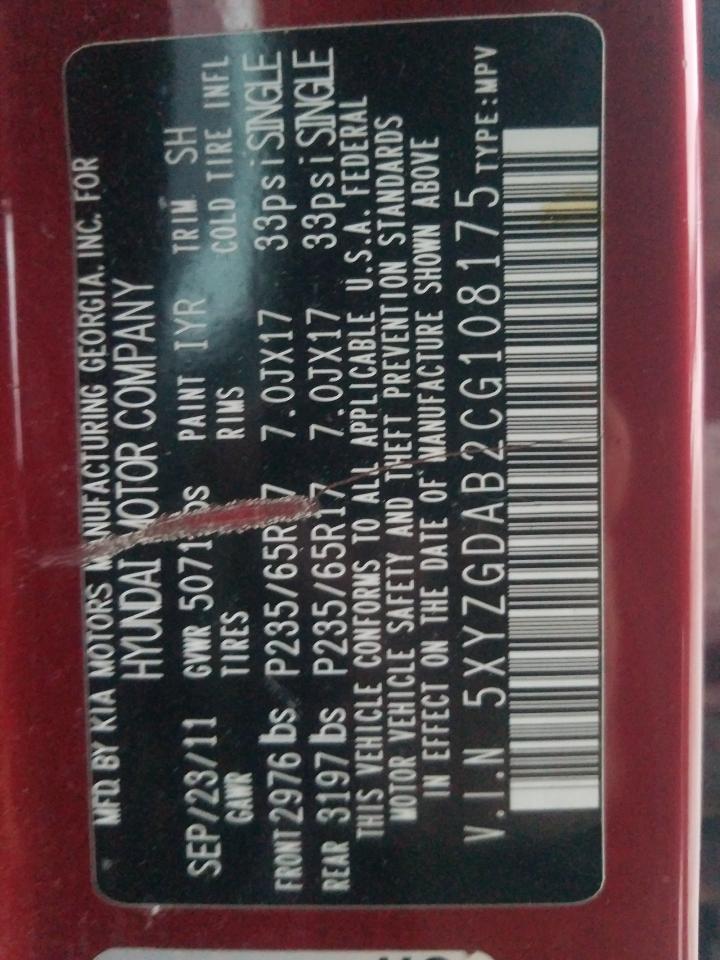 MFD BY KIA MOTORS MANUFACTURING GEORGIA, INC. FOR
HYUNDAI MOTOR COMPANY
SEP/23/11 GVWR 5071 lbs PAINT IYR TRIM SH
GAWR TIRES RIMS COLD TIRE INFL
FRONT 2976 lbs P235/65R17 7.0JX17 33psi SINGLE
REAR 3197 lbs P235/65R17 7.0JX17 33psi SINGLE
THIS VEHICLE CONFORMS TO ALL APPLICABLE U.S.A. FEDERAL
MOTOR VEHICLE SAFETY AND THEFT PREVENTION STANDARDS
IN EFFECT ON THE DATE OF MANUFACTURE SHOWN ABOVE
V.I.N 5XYZGDAB2CG108175 TYPE:MPV